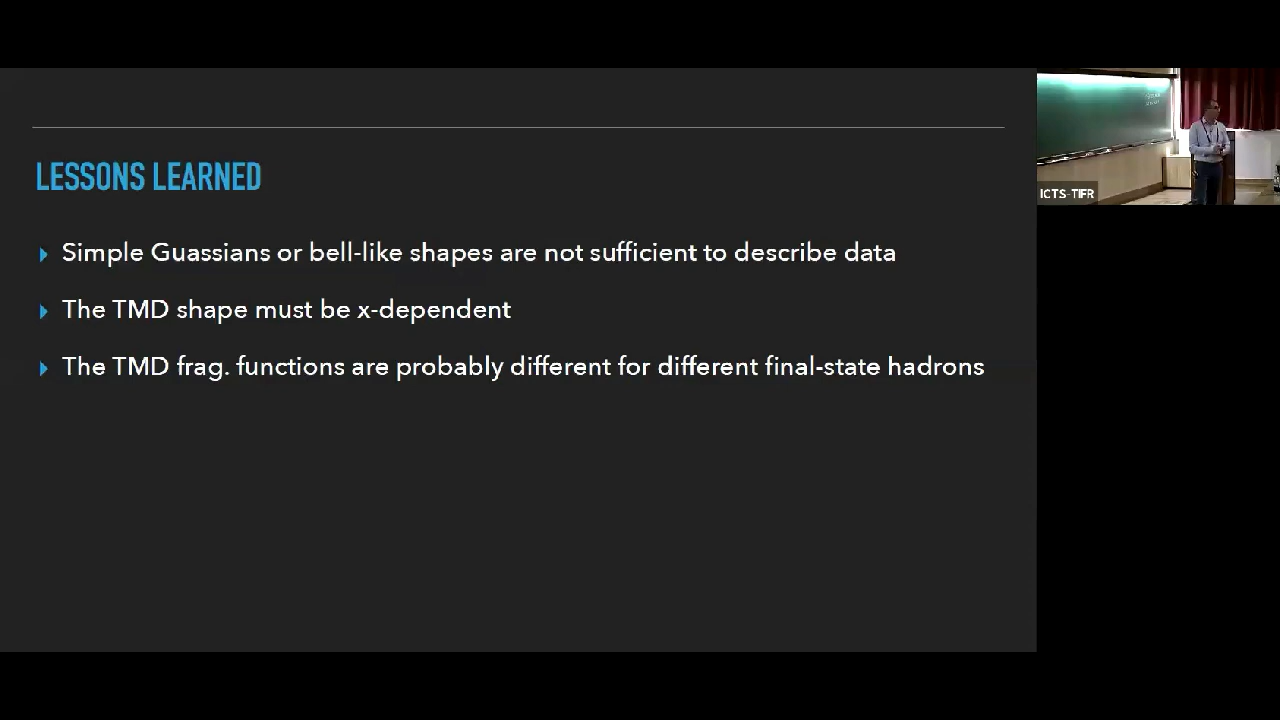 LESSONS LEARNED
Simple Guassians or bell-like shapes are not sufficient to describe data
The TMD shape must be x-dependent
The TMD frag. functions are probably different for different final-state hadrons
ICTS-TIFR